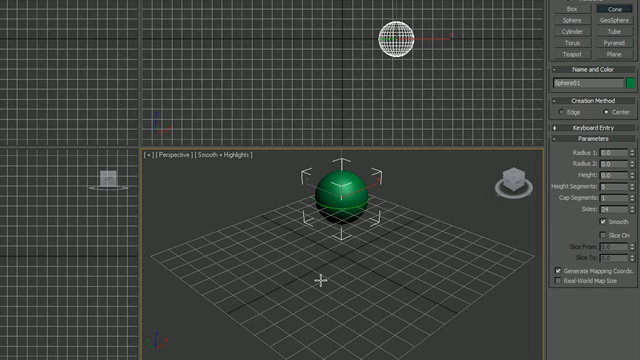 Box Cone
Sphere GeoSphere
Cylinder Tube
Torus Pyramid
Teapot Plane
- Name and Color
Sphere01
- Creation Method
Edge Center
+ Keyboard Entry
- Parameters
[ + ] [ Perspective ] [ Smooth + Highlights ]
Radius 1: 0.0
Radius 2: 0.0
Height: 0.0
Height Segments: 5
Cap Segments: 1
Sides: 24
Smooth
Slice On
Slice From: 0.0
Slice To: 0.0
Generate Mapping Coords.
Real-World Map Size